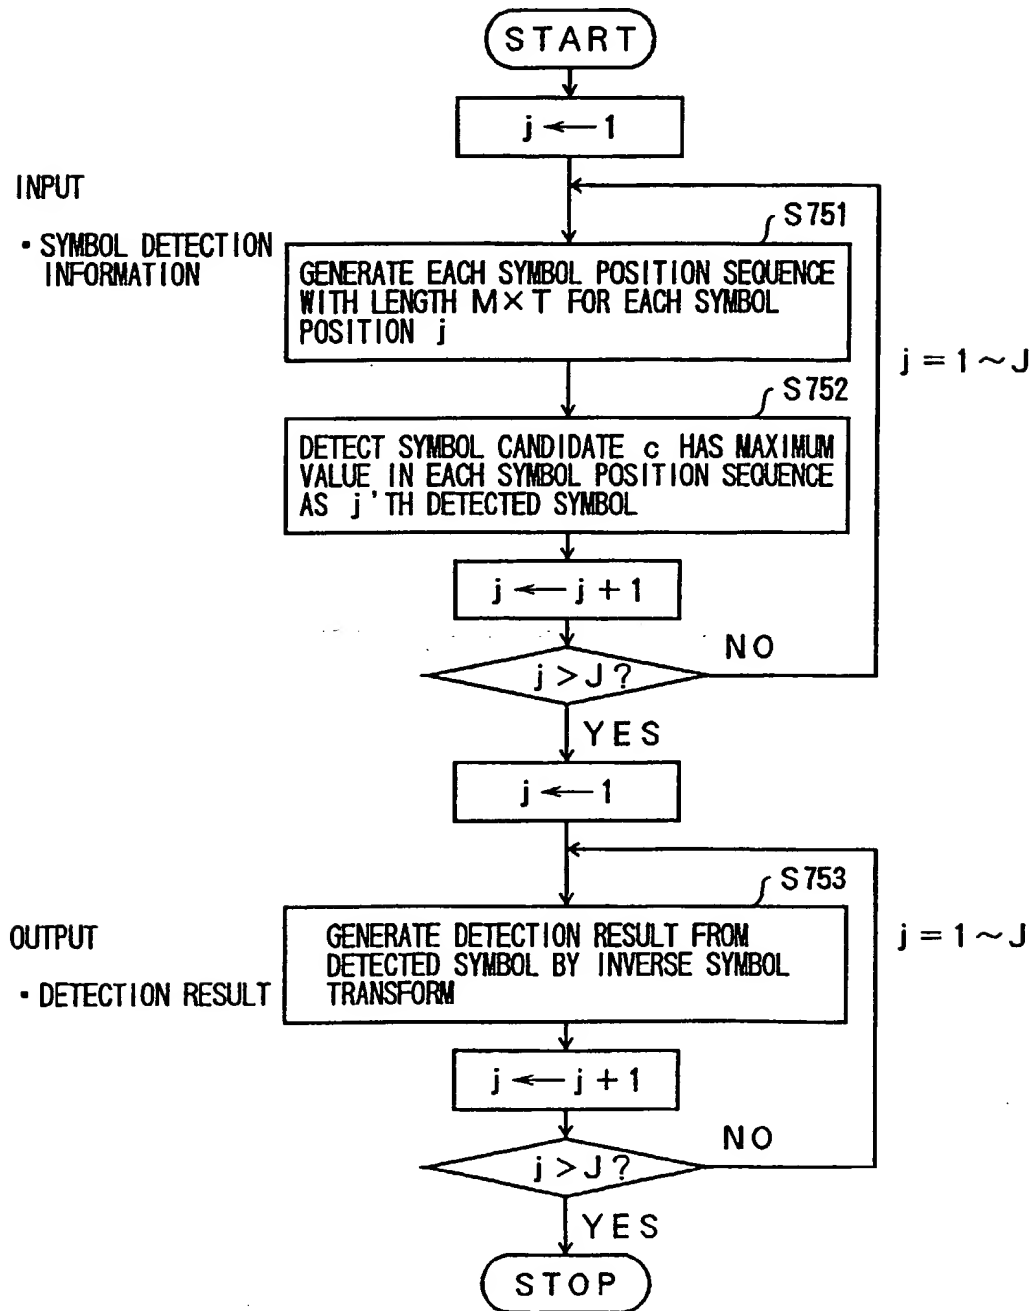 START
j ← 1
INPUT
・SYMBOL DETECTION
INFORMATION
S751
GENERATE EACH SYMBOL POSITION SEQUENCE
WITH LENGTH M×T FOR EACH SYMBOL
POSITION j
j = 1 ~ J
S752
DETECT SYMBOL CANDIDATE c HAS MAXIMUM
VALUE IN EACH SYMBOL POSITION SEQUENCE
AS j'TH DETECTED SYMBOL
j ← j + 1
j > J ?
NO
YES
j ← 1
S753
OUTPUT
・DETECTION RESULT
GENERATE DETECTION RESULT FROM
DETECTED SYMBOL BY INVERSE SYMBOL
TRANSFORM
j = 1 ~ J
j ← j + 1
j > J ?
NO
YES
STOP